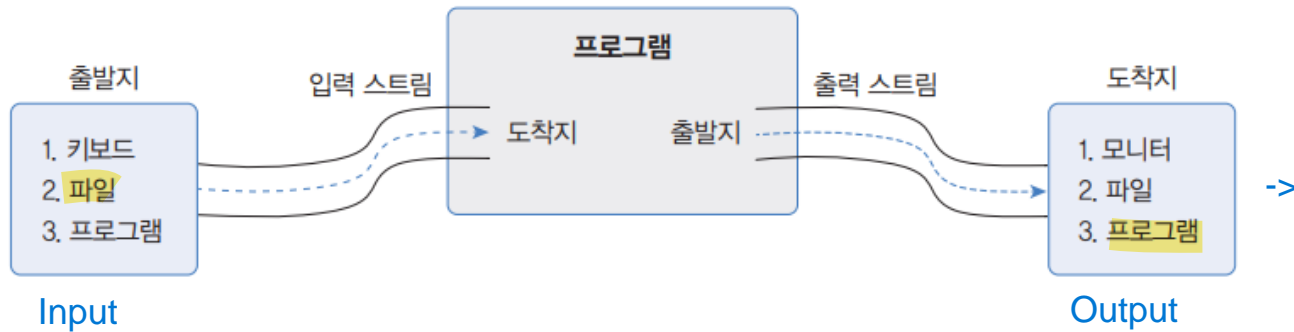 프로그램
출발지
입력 스트림
출력 스트림
도착지
1. 키보드
2. 파일
3. 프로그램
도착지
출발지
1. 모니터
2. 파일
3. 프로그램
->
Input
Output